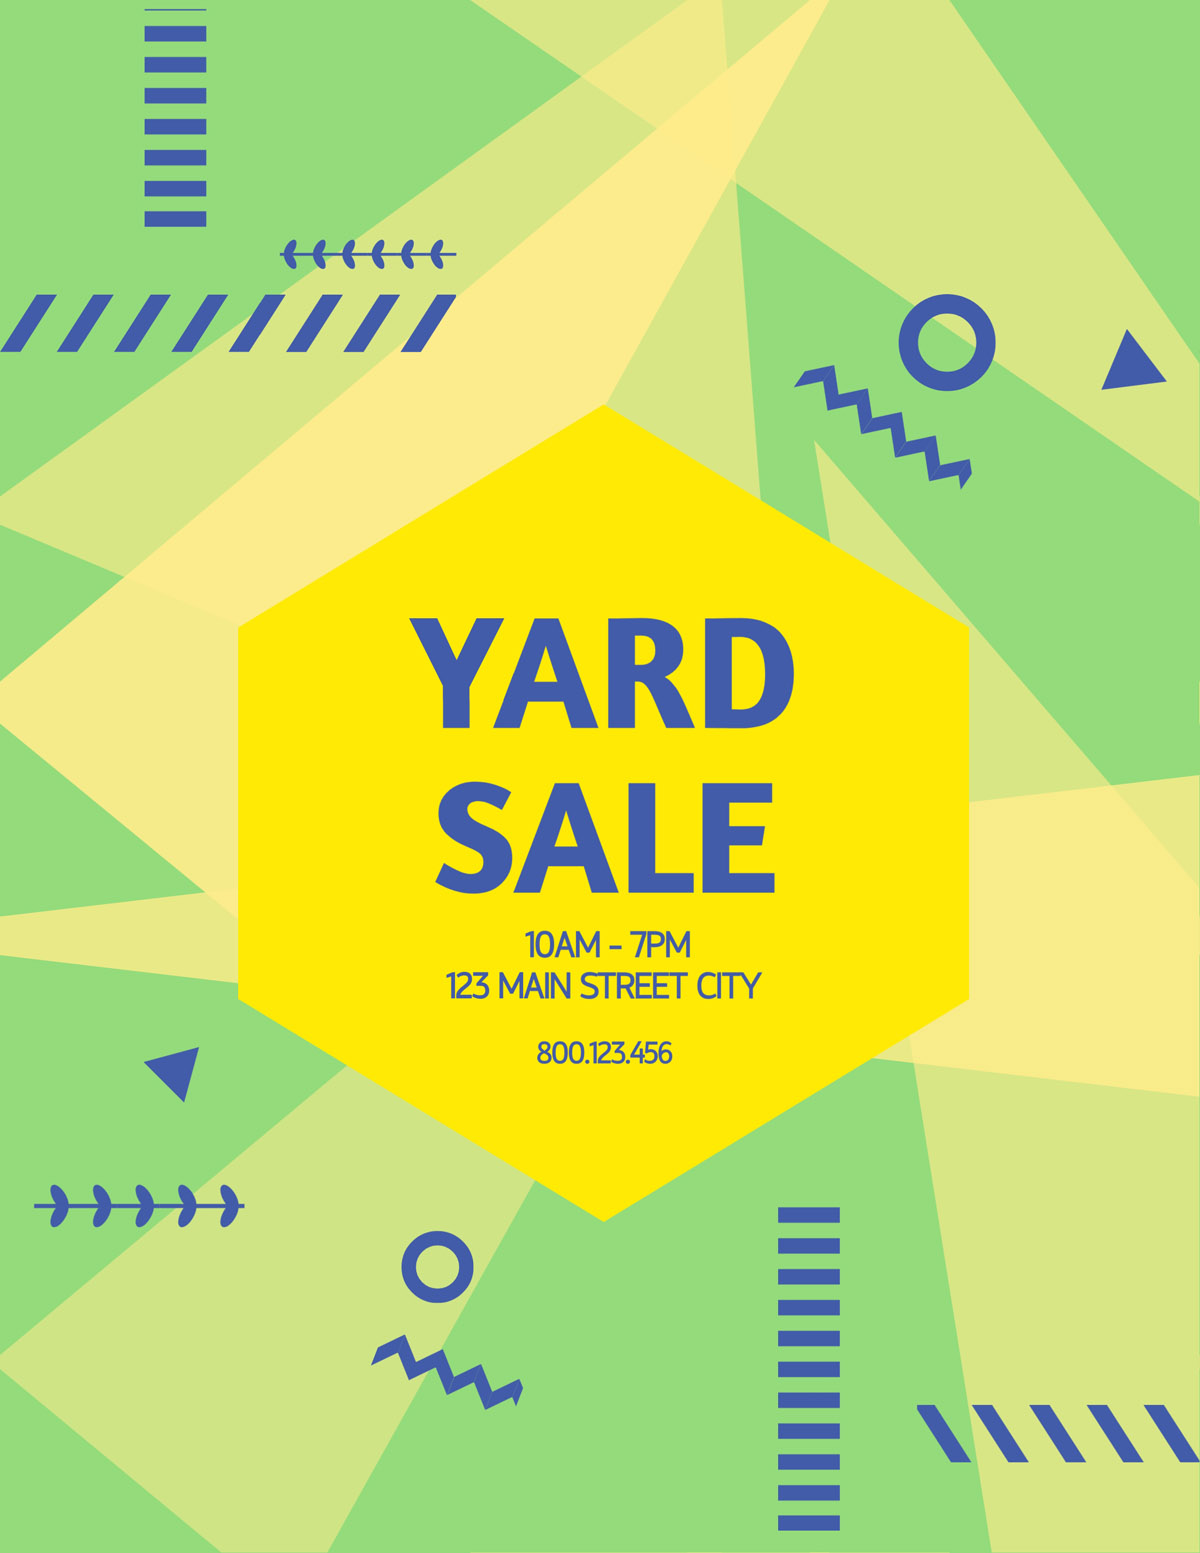 YARD
SALE
10AM - 7PM
123 MAIN STREET CITY
800.123.456